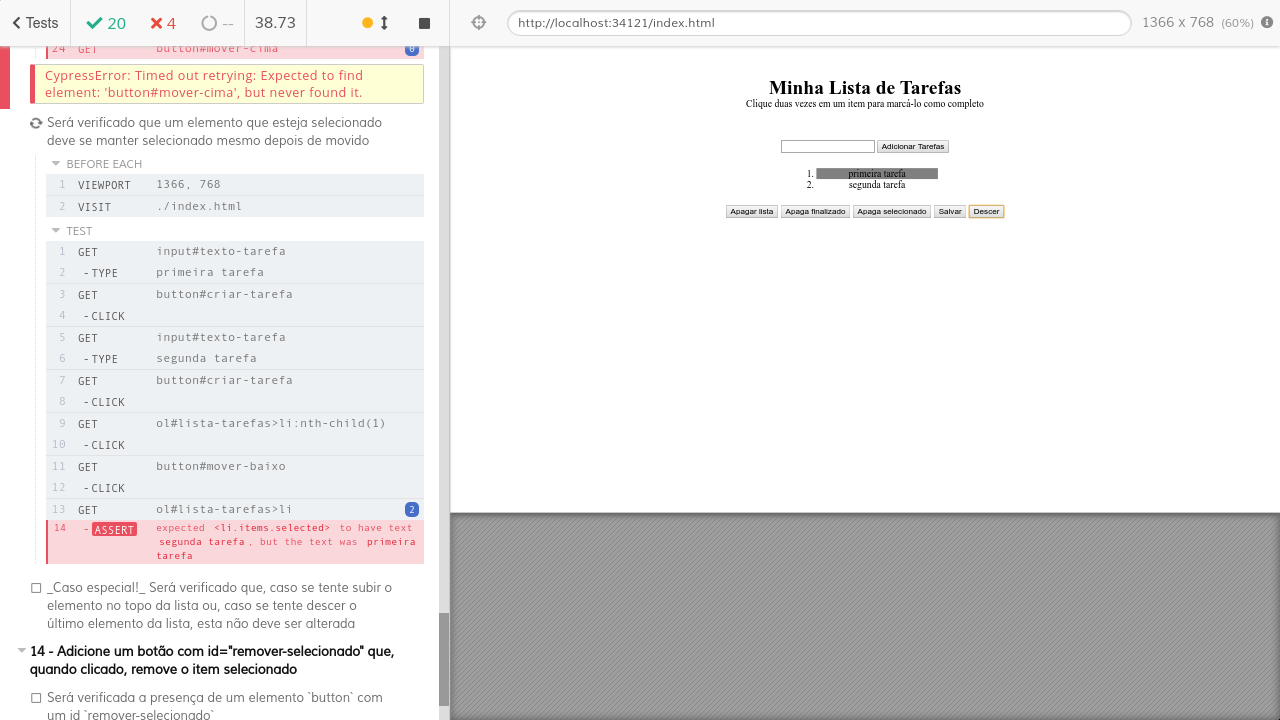 Tests 20 4 -- 38.73 http://localhost:34121/index.html 1366 x 768 (60%)
24 GET button#mover-cima 0
CypressError: Timed out retrying: Expected to find
element: 'button#mover-cima', but never found it.
Será verificado que um elemento que esteja selecionado
deve se manter selecionado mesmo depois de movido
BEFORE EACH
1 VIEWPORT 1366, 768
2 VISIT ./index.html
TEST
1 GET input#texto-tarefa
2 -TYPE primeira tarefa
3 GET button#criar-tarefa
4 -CLICK
5 GET input#texto-tarefa
6 -TYPE segunda tarefa
7 GET button#criar-tarefa
8 -CLICK
9 GET ol#lista-tarefas>li:nth-child(1)
10 -CLICK
11 GET button#mover-baixo
12 -CLICK
13 GET ol#lista-tarefas>li 2
14 -ASSERT expected <li.items.selected> to have text
segunda tarefa, but the text was primeira
tarefa
_Caso especial!_ Será verificado que, caso se tente subir o
elemento no topo da lista ou, caso se tente descer o
último elemento da lista, esta não deve ser alterada
14 - Adicione um botão com id="remover-selecionado" que,
quando clicado, remove o item selecionado
Será verificada a presença de um elemento `button` com
um id `remover-selecionado`
Minha Lista de Tarefas
Clique duas vezes em um item para marcá-lo como completo
Adicionar Tarefas
1. primeira tarefa
2. segunda tarefa
Apagar lista Apaga finalizado Apaga selecionado Salvar Descer